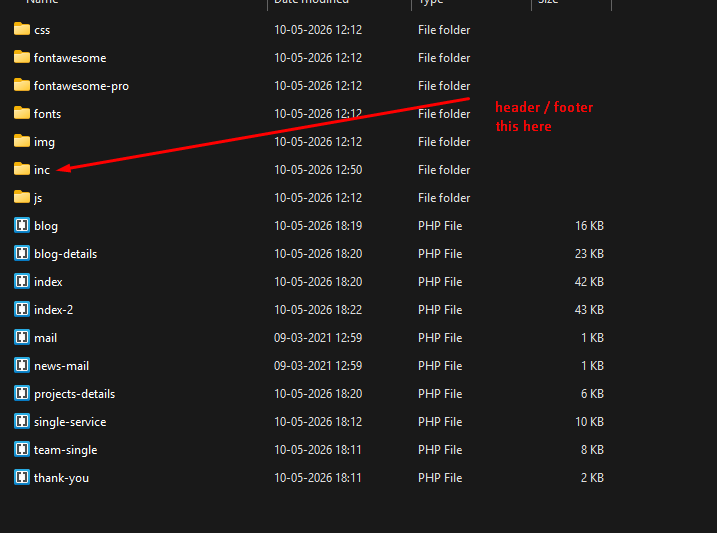 Name Date modified Type Size
css 10-05-2026 12:12 File folder
fontawesome 10-05-2026 12:12 File folder
fontawesome-pro 10-05-2026 12:12 File folder
header / footer
this here
fonts 10-05-2026 12:12 File folder
img 10-05-2026 12:12 File folder
inc 10-05-2026 12:50 File folder
js 10-05-2026 12:12 File folder
blog 10-05-2026 18:19 PHP File 16 KB
blog-details 10-05-2026 18:20 PHP File 23 KB
index 10-05-2026 18:20 PHP File 42 KB
index-2 10-05-2026 18:22 PHP File 43 KB
mail 09-03-2021 12:59 PHP File 1 KB
news-mail 09-03-2021 12:59 PHP File 1 KB
projects-details 10-05-2026 18:20 PHP File 6 KB
single-service 10-05-2026 18:12 PHP File 10 KB
team-single 10-05-2026 18:11 PHP File 8 KB
thank-you 10-05-2026 18:11 PHP File 2 KB